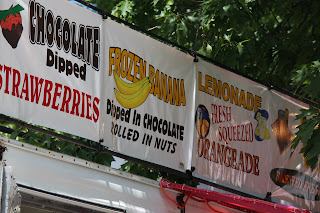 CHOCOLATE
Dipped
STRAWBERRIES
FROZEN BANANA
Dipped in
CHOCOLATE
ROLLED IN NUTS
LEMONADE
FRESH
SQUEEZED
ORANGEADE